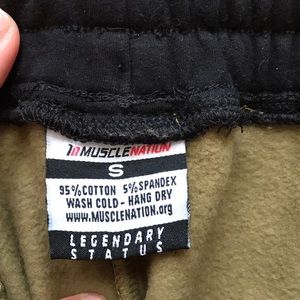 MUSCLENATION
S
95%COTTON 5%SPANDEX
WASH COLD - HANG DRY
www.MUSCLENATION.org
LEGENDARY
STATUS